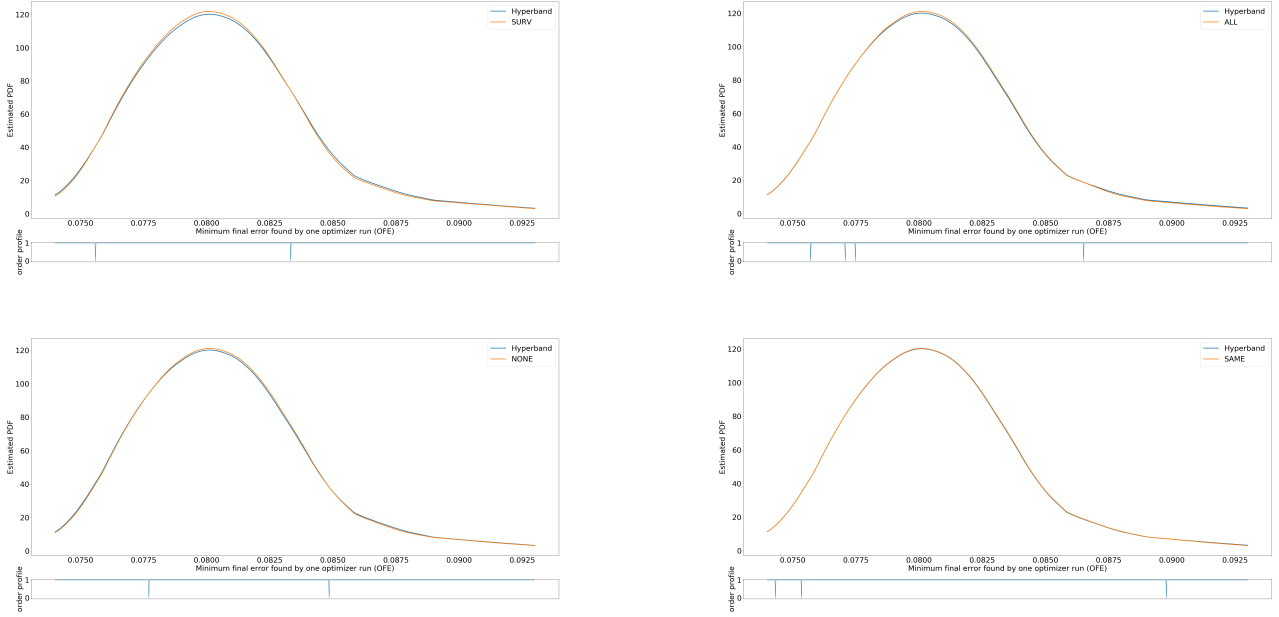 Hyperband
SURV
120
100
80
60
40
20
0
Estimated PDF
0.0750 0.0775 0.0800 0.0825 0.0850 0.0875 0.0900 0.0925
Minimum final error found by one optimizer run (OFE)
1
0
order profile
Hyperband
ALL
120
100
80
60
40
20
0
Estimated PDF
0.0750 0.0775 0.0800 0.0825 0.0850 0.0875 0.0900 0.0925
Minimum final error found by one optimizer run (OFE)
1
0
order profile
Hyperband
NONE
120
100
80
60
40
20
0
Estimated PDF
0.0750 0.0775 0.0800 0.0825 0.0850 0.0875 0.0900 0.0925
Minimum final error found by one optimizer run (OFE)
1
0
order profile
Hyperband
SAME
120
100
80
60
40
20
0
Estimated PDF
0.0750 0.0775 0.0800 0.0825 0.0850 0.0875 0.0900 0.0925
Minimum final error found by one optimizer run (OFE)
1
0
order profile